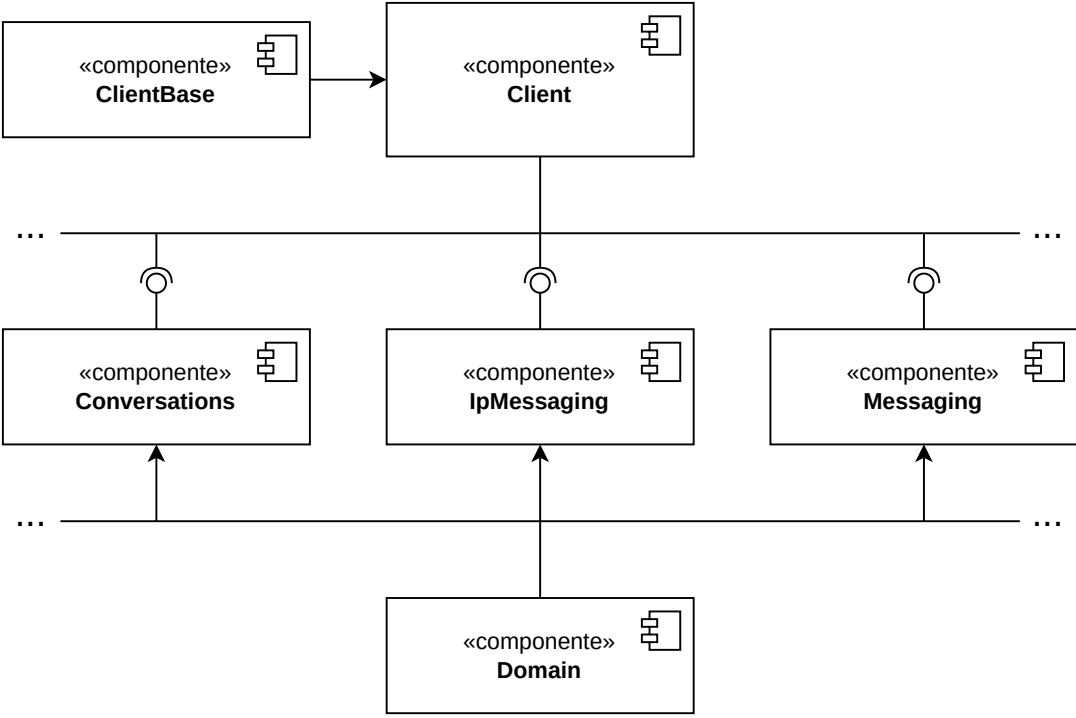 «componente»
ClientBase
«componente»
Client
... ...
«componente»
Conversations
«componente»
IpMessaging
«componente»
Messaging
... ...
«componente»
Domain